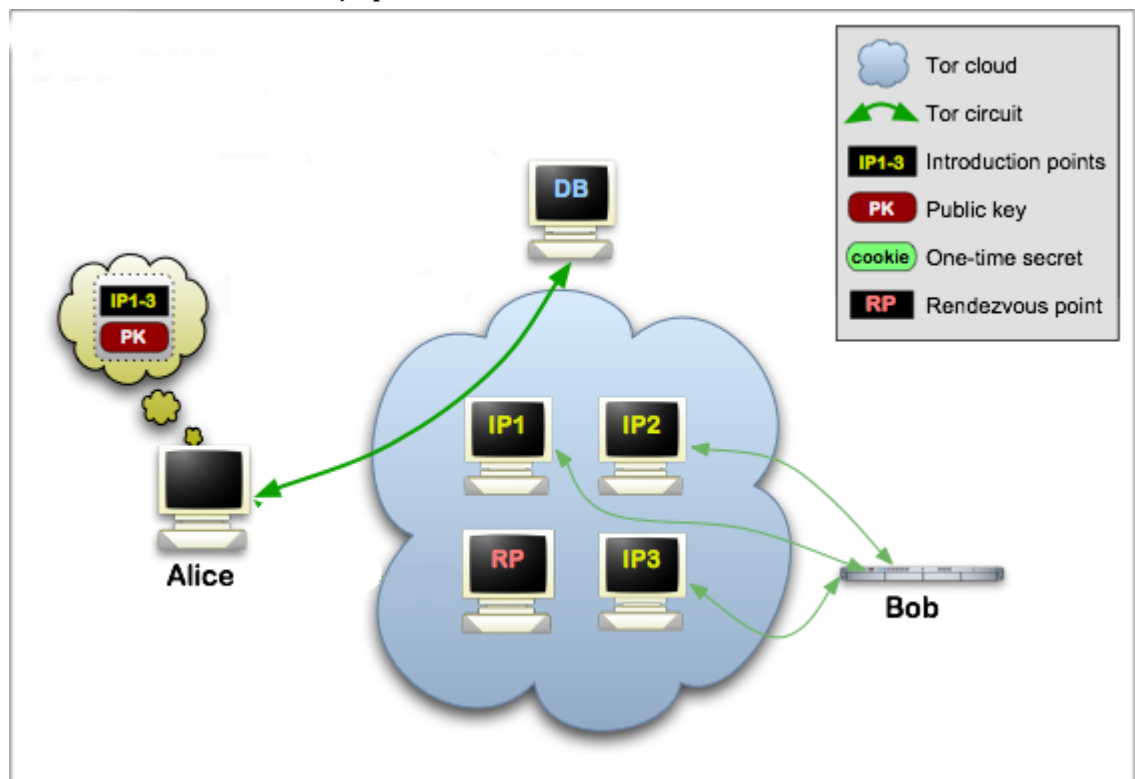 Tor cloud
Tor circuit
IP1-3 Introduction points
PK Public key
cookie One-time secret
RP Rendezvous point
DB
IP1-3
PK
IP1 IP2
RP IP3
Alice
Bob